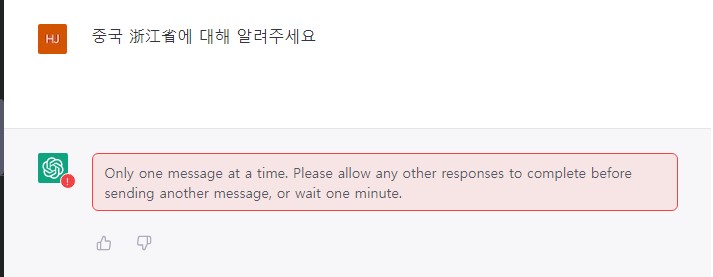 HJ
중국 浙江省에 대해 알려주세요
!
Only one message at a time. Please allow any other responses to complete before
sending another message, or wait one minute.